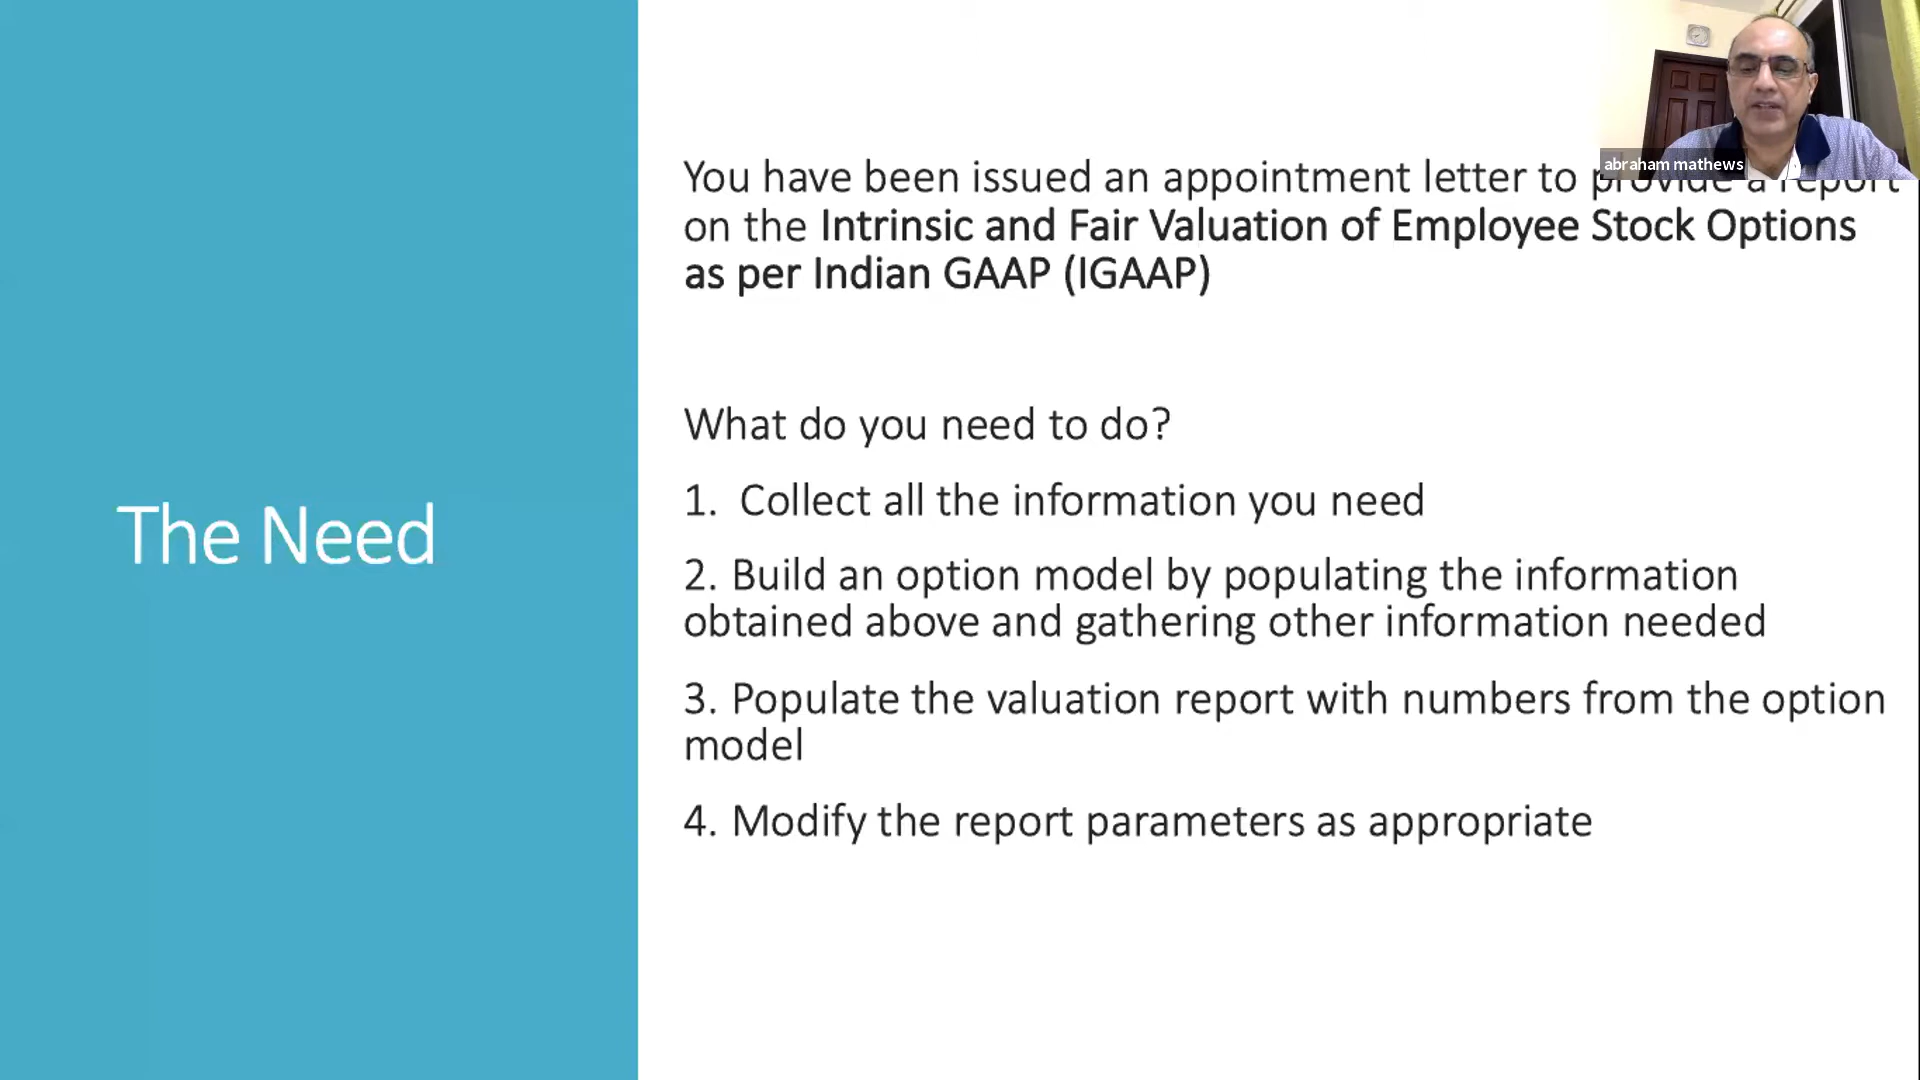 abraham mathews
You have been issued an appointment letter to provide a report
on the Intrinsic and Fair Valuation of Employee Stock Options
as per Indian GAAP (IGAAP)
What do you need to do?
1. Collect all the information you need
The Need
2. Build an option model by populating the information
obtained above and gathering other information needed
3. Populate the valuation report with numbers from the option
model
4. Modify the report parameters as appropriate